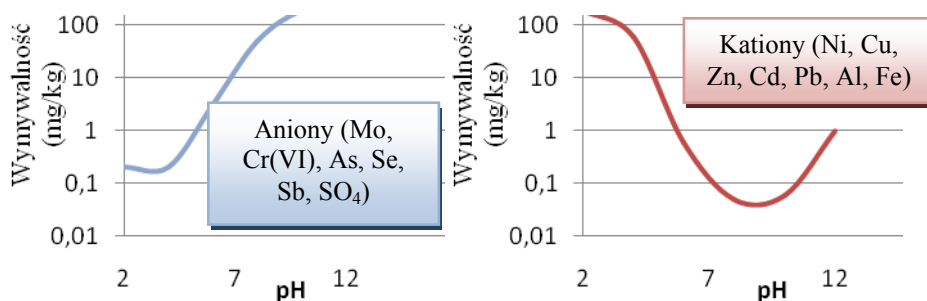 Wymywalność
(mg/kg)
100
10
1
0,1
0,01
2
7
12
pH
Aniony (Mo,
Cr(VI), As, Se,
Sb, SO₄)
Wymywalność
(mg/kg)
100
10
1
0,1
0,01
2
7
12
pH
Kationy (Ni, Cu,
Zn, Cd, Pb, Al, Fe)